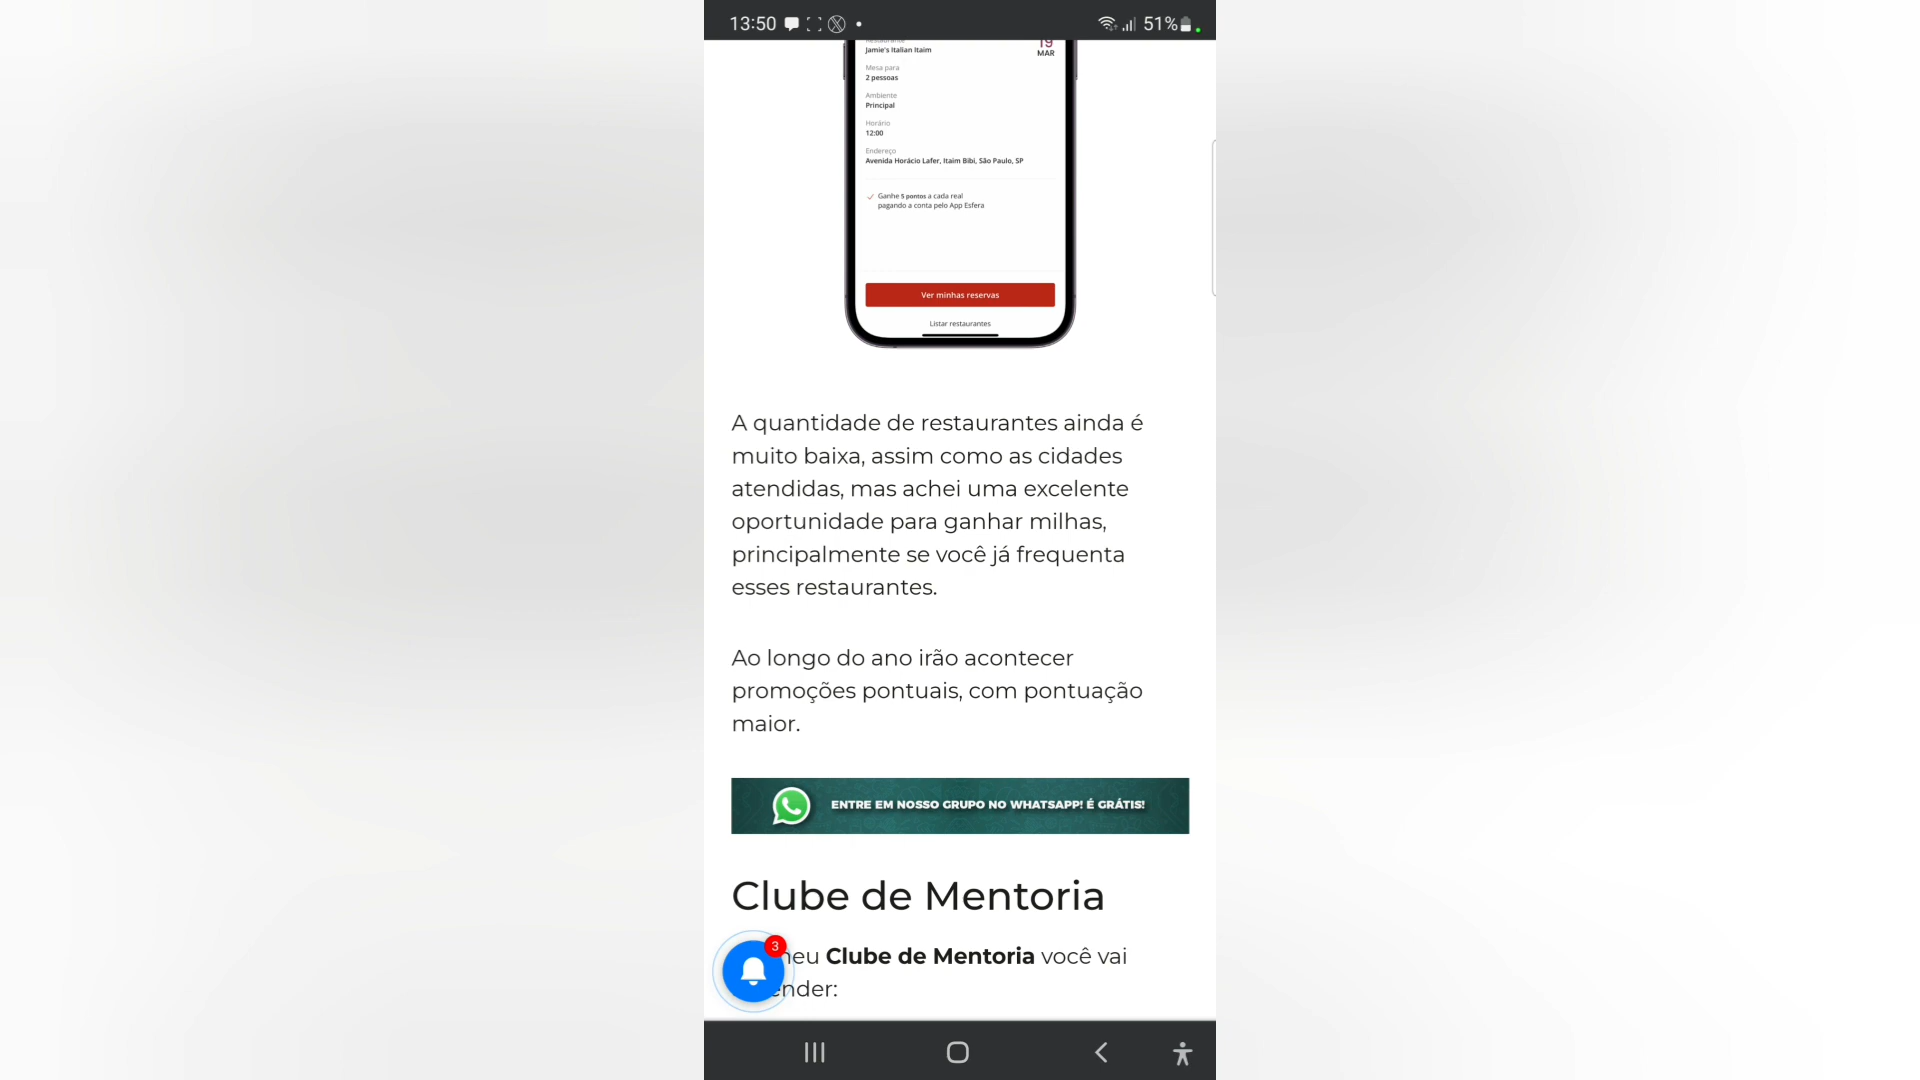 13:50
51%
Jamie's Italian Itaim
19
MAR
Mesa para
2 pessoas
Ambiente
Principal
Horário
12:00
Endereço
Avenida Horácio Lafer, Itaim Bibi, São Paulo, SP
Ganhe 5 pontos a cada real
pagando a conta pelo App Esfera
Ver minhas reservas
Listar restaurantes
A quantidade de restaurantes ainda é
muito baixa, assim como as cidades
atendidas, mas achei uma excelente
oportunidade para ganhar milhas,
principalmente se você já frequenta
esses restaurantes.
Ao longo do ano irão acontecer
promoções pontuais, com pontuação
maior.
ENTRE EM NOSSO GRUPO NO WHATSAPP! É GRÁTIS!
Clube de Mentoria
3
Clube de Mentoria você vai